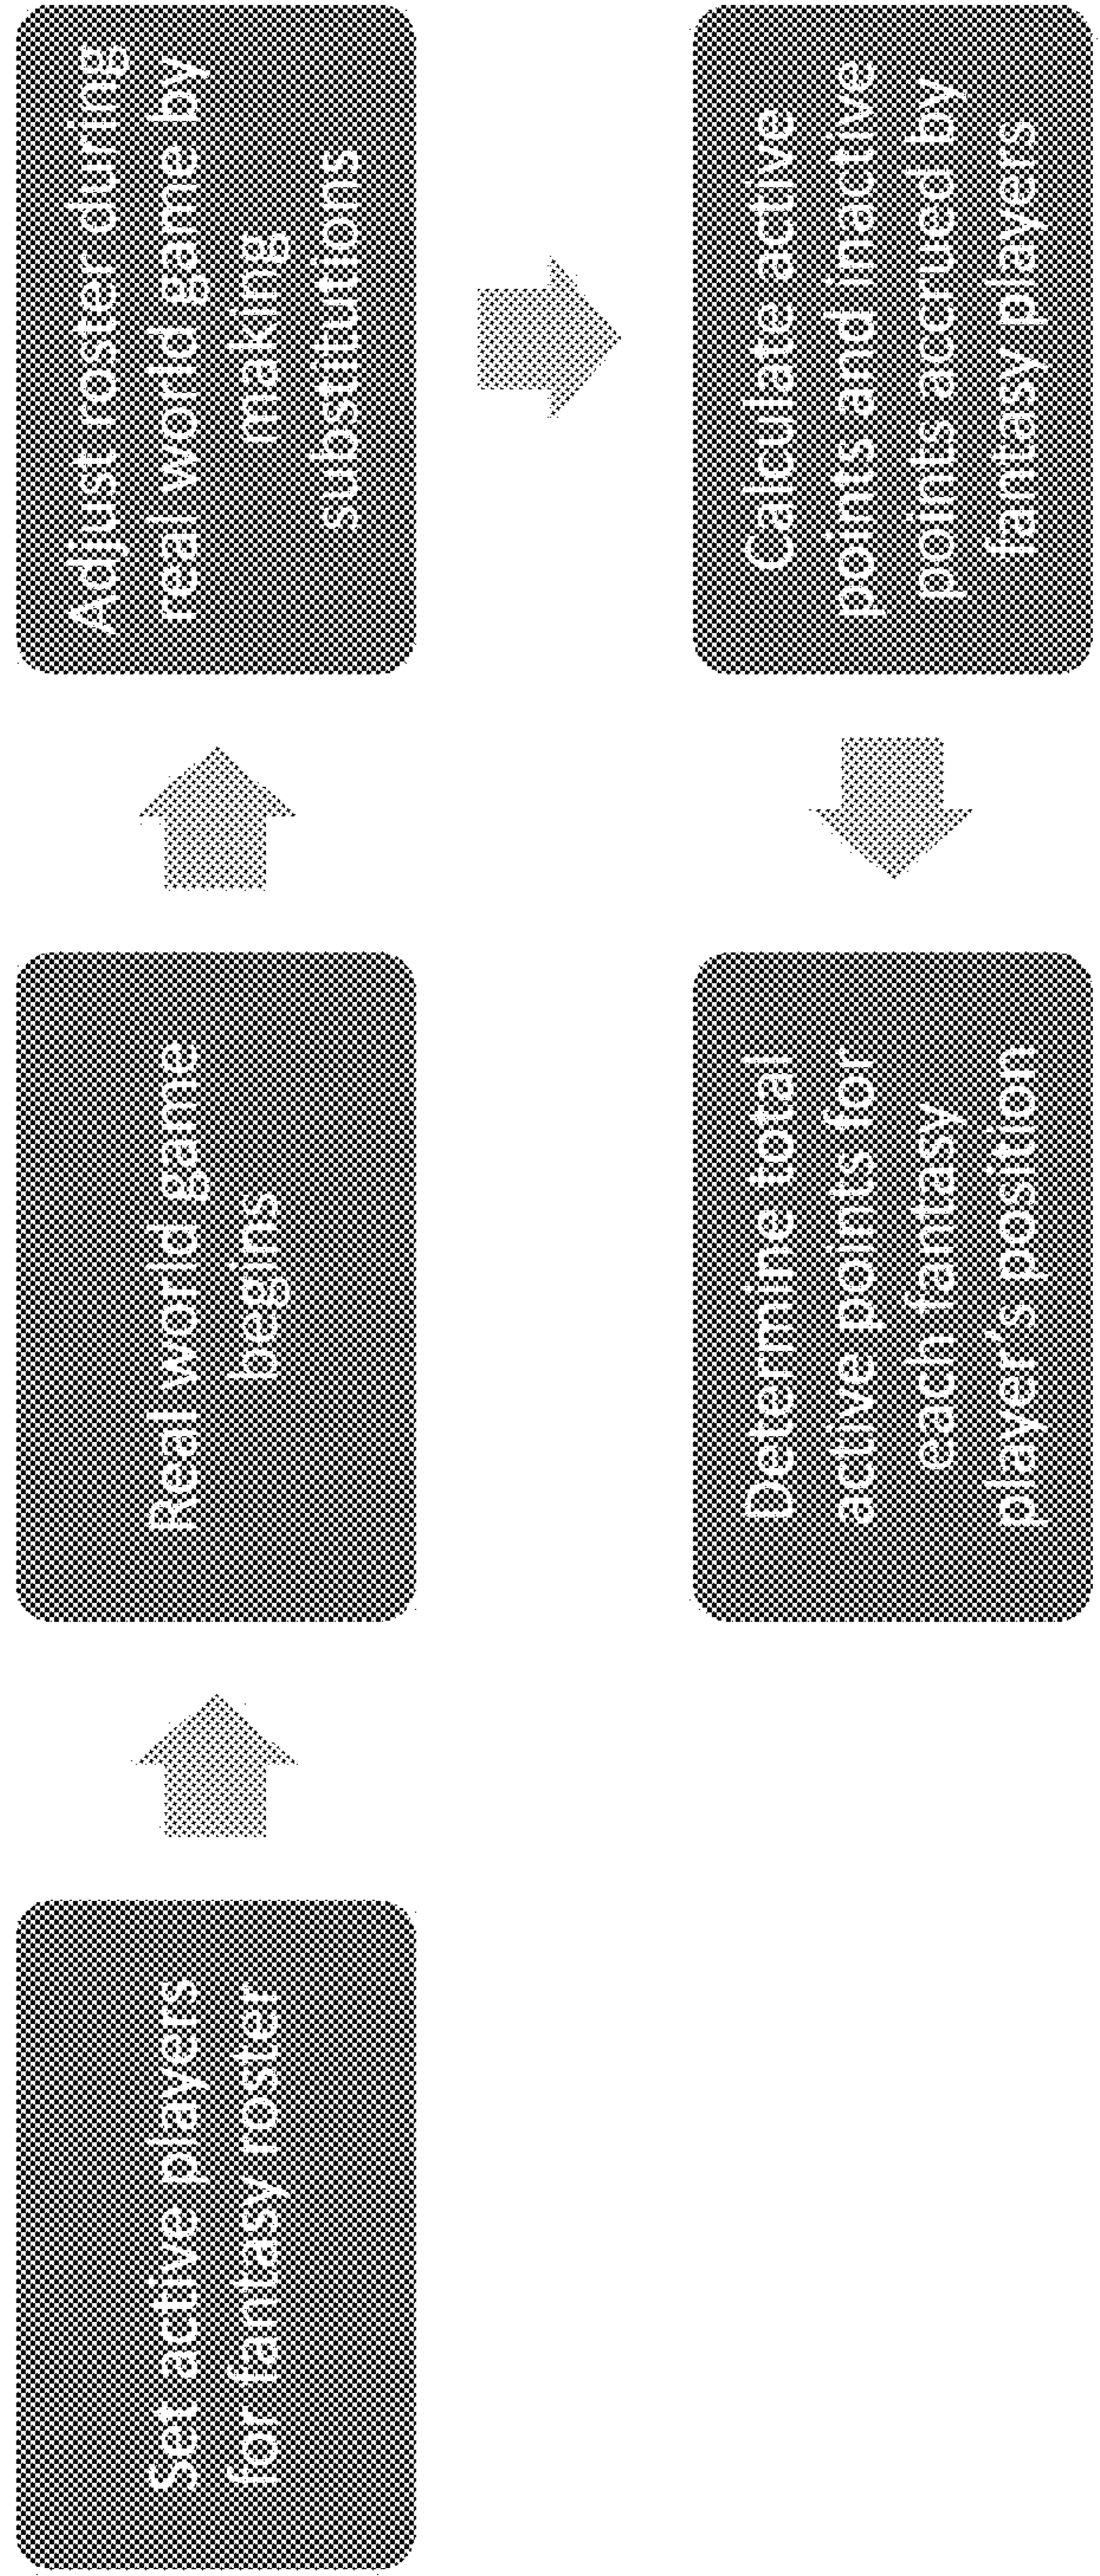 Set active players
for fantasy roster
Real world game
begins
Adjust roster during
real world game by
making
substitutions
Calculate active
points and inactive
points accrued by
fantasy players
Determine total
active points for
each fantasy
player's position